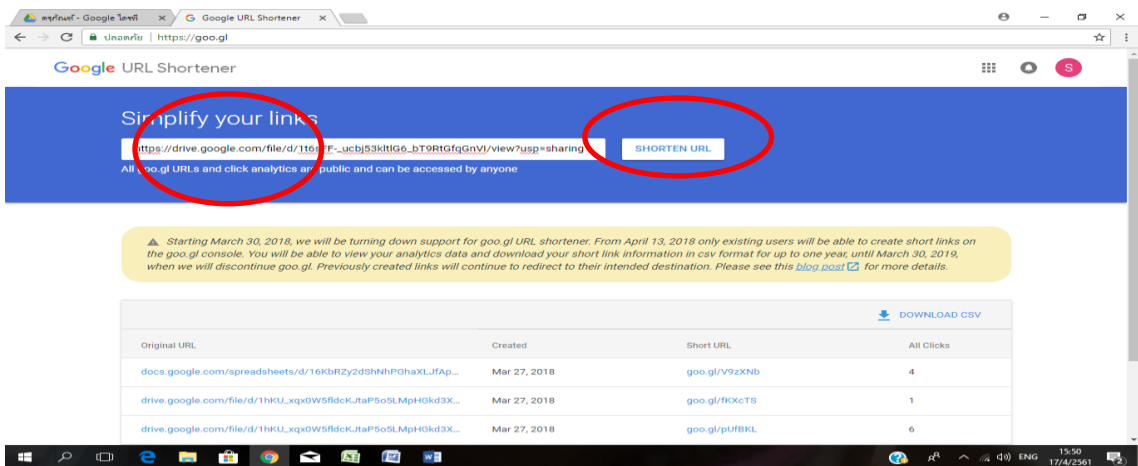 ครุภัณฑ์ - Google ไดรฟ์
Google URL Shortener
ปลอดภัย | https://goo.gl
Google URL Shortener
S
Simplify your links
https://drive.google.com/file/d/ /view?usp=sharing
SHORTEN URL
All goo.gl URLs and click analytics are public and can be accessed by anyone
Starting March 30, 2018, we will be turning down support for goo.gl URL shortener. From April 13, 2018 only existing users will be able to create short links on
the goo.gl console. You will be able to view your analytics data and download your short link information in csv format for up to one year, until March 30, 2019,
when we will discontinue goo.gl. Previously created links will continue to redirect to their intended destination. Please see this blog post for more details.
DOWNLOAD CSV
Original URL Created Short URL All Clicks
docs.google.com/spreadsheets/d/16KbRZy2dShNhPGhaXLJfAp... Mar 27, 2018 goo.gl/V9zXNb 4
drive.google.com/file/d/1hKU_xqx0W5fldcKJtaP5o5LMpHGkd3X... Mar 27, 2018 goo.gl/fKXcTS 1
drive.google.com/file/d/1hKU_xqx0W5fldcKJtaP5o5LMpHGkd3X... Mar 27, 2018 goo.gl/pUfBKL 6
ENG
15:50
17/4/2561